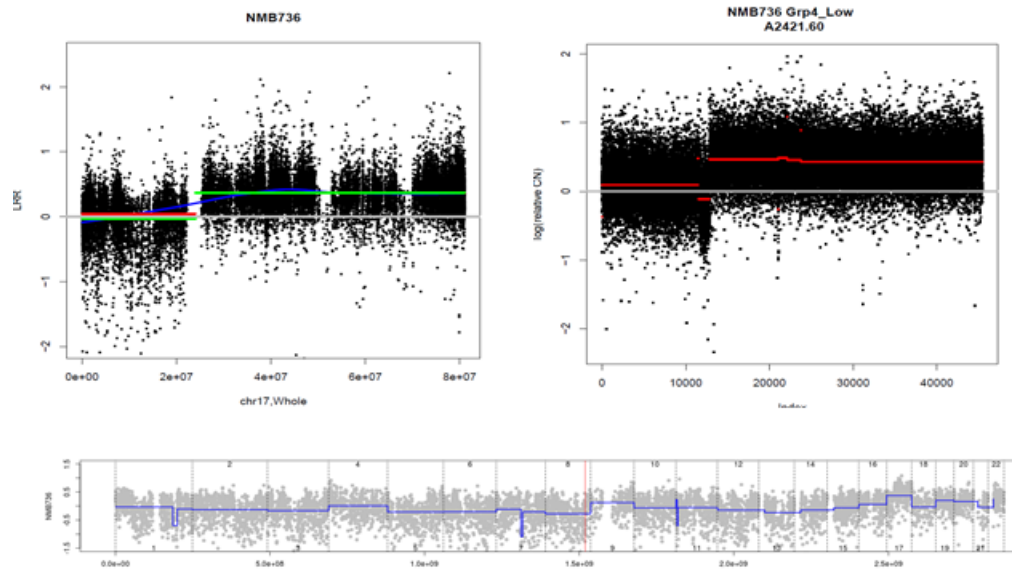 NMB736
NMB736 Grp4_Low
A2421.60
LRR
2
1
0
-1
-2
0e+00 2e+07 4e+07 6e+07 8e+07
chr17,Whole
log(relative CN)
2
1
0
-1
-2
0 10000 20000 30000 40000
NMB736
1.5
0.5
-0.5
-1.5
2 4 6 8 10 12 14 16 18 20 22
1 3 5 7 9 11 13 15 17 19 21
0.0e+00 5.0e+08 1.0e+09 1.5e+09 2.0e+09 2.5e+09